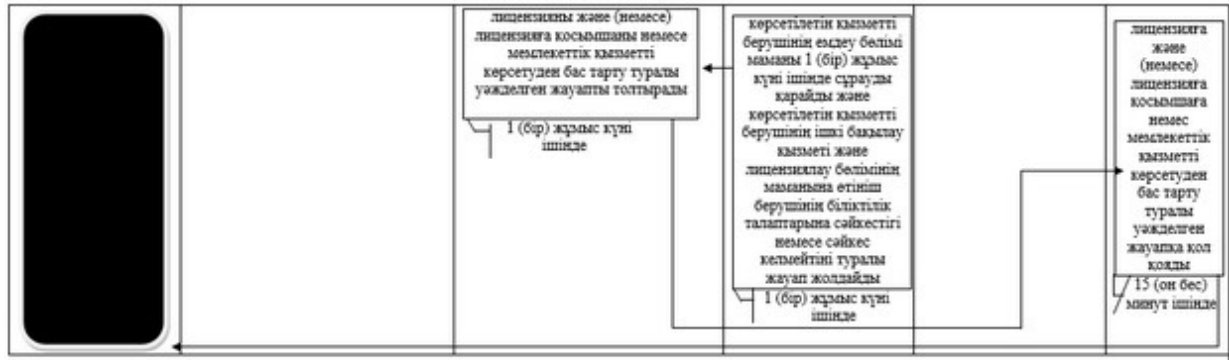 лицензияны және (немесе)
лицензияға қосымшаны немесе
мемлекеттік қызметті
көрсетуден бас тарту туралы
уәжделген жауапты толтырады
1 (бір) жұмыс күні
ішінде
көрсетілетін қызметті
берушінің емдеу бөлімі
маманы 1 (бір) жұмыс
күні ішінде сұрауды
қарайды және
көрсетілетін қызметті
берушінің ішкі бақылау
қызметі және
лицензиялау бөлімінің
маманына өтініш
берушінің біліктілік
талаптарына сәйкестігі
немесе сәйкес
келмейтіні туралы
жауап жолдайды
1 (бір) жұмыс күні
ішінде
лицензияға
және
(немесе)
лицензияға
қосымшаға
немес
мемлекеттік
қызметті
көрсетуден
бас тарту
туралы
уәжделген
жауапқа қол
қояды
15 (он бес)
минут ішінде